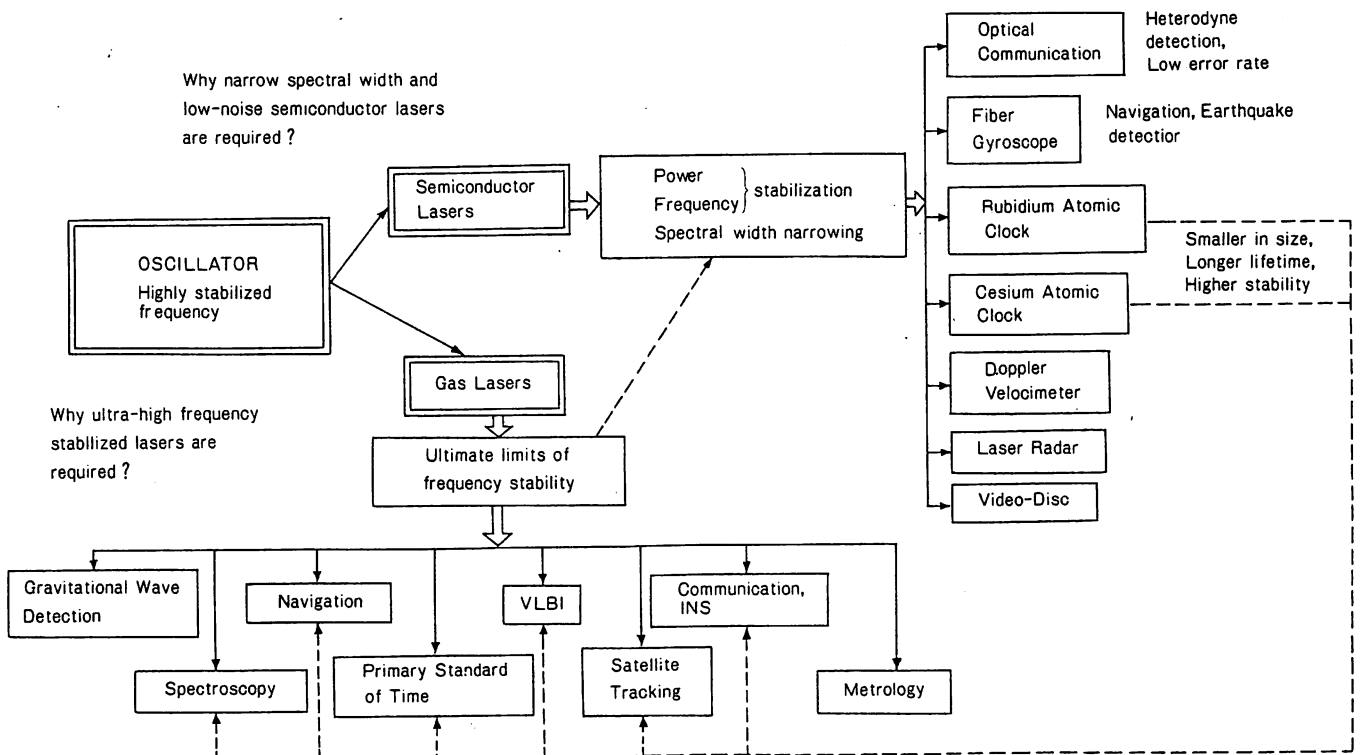 Why narrow spectral width and
low-noise semiconductor lasers
are required ?
OSCILLATOR
Highly stabilized
frequency
Why ultra-high frequency
stabilized lasers are
required ?
Semiconductor
Lasers
Gas Lasers
Power
Frequency } stabilization
Spectral width narrowing
Ultimate limits of
frequency stability
Optical
Communication
Heterodyne
detection,
Low error rate
Fiber
Gyroscope
Navigation, Earthquake
detectior
Rubidium Atomic
Clock
Cesium Atomic
Clock
Smaller in size,
Longer lifetime,
Higher stability
Doppler
Velocimeter
Laser Radar
Video-Disc
Gravitational Wave
Detection
Spectroscopy
Navigation
Primary Standard
of Time
VLBI
Satellite
Tracking
Communication,
INS
Metrology